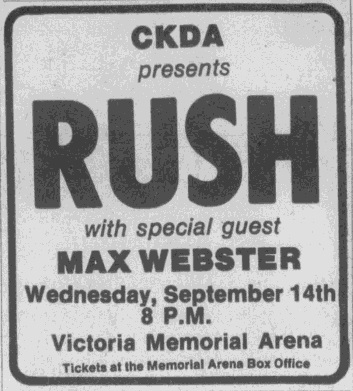 CKDA
presents
RUSH
with special guest
MAX WEBSTER
Wednesday, September 14th
8 P.M.
Victoria Memorial Arena
Tickets at the Memorial Arena Box Office